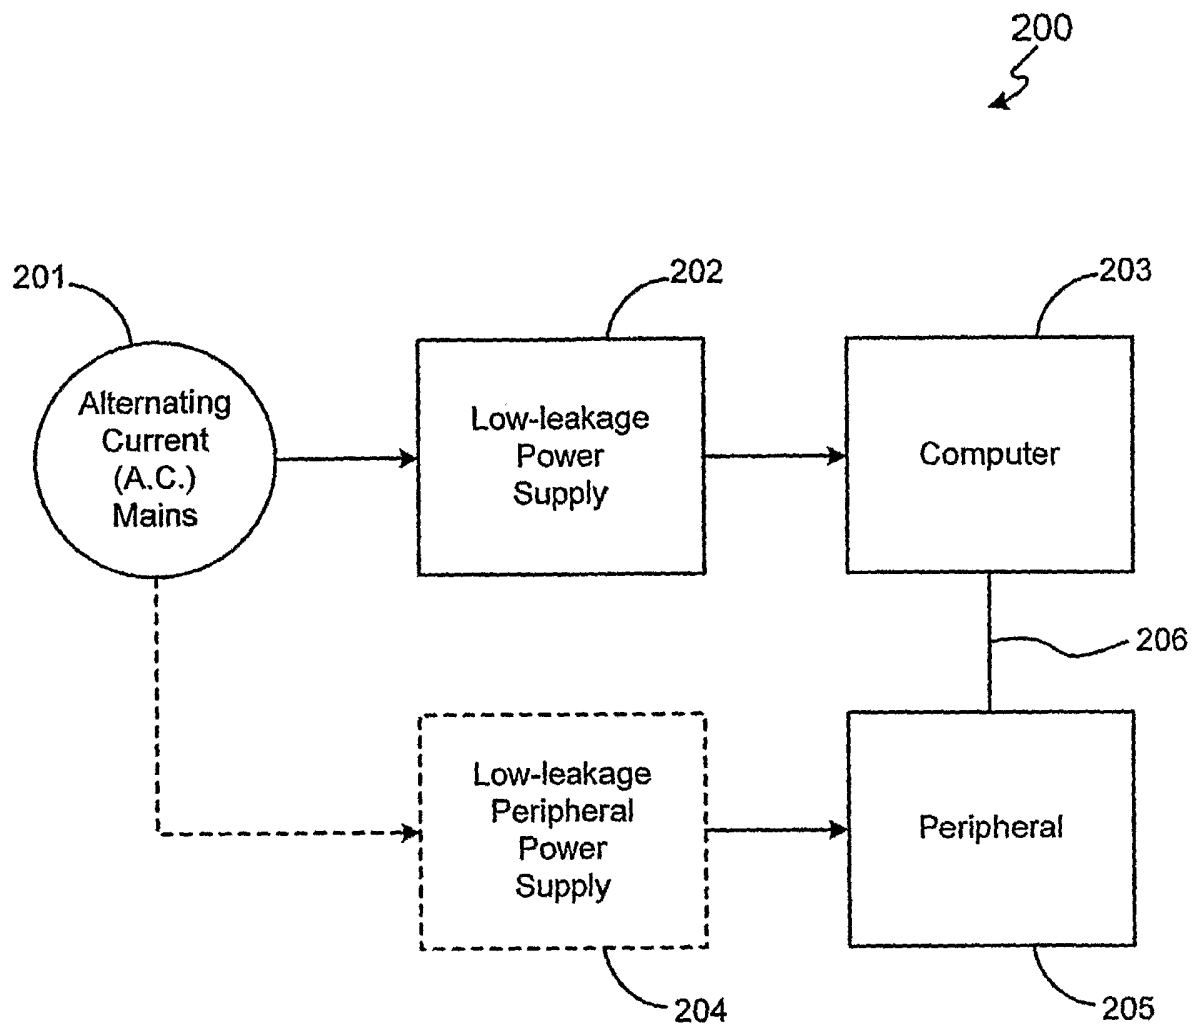 200
201
202
203
Alternating
Current
(A.C.)
Mains
Low-leakage
Power
Supply
Computer
206
Low-leakage
Peripheral
Power
Supply
Peripheral
204
205